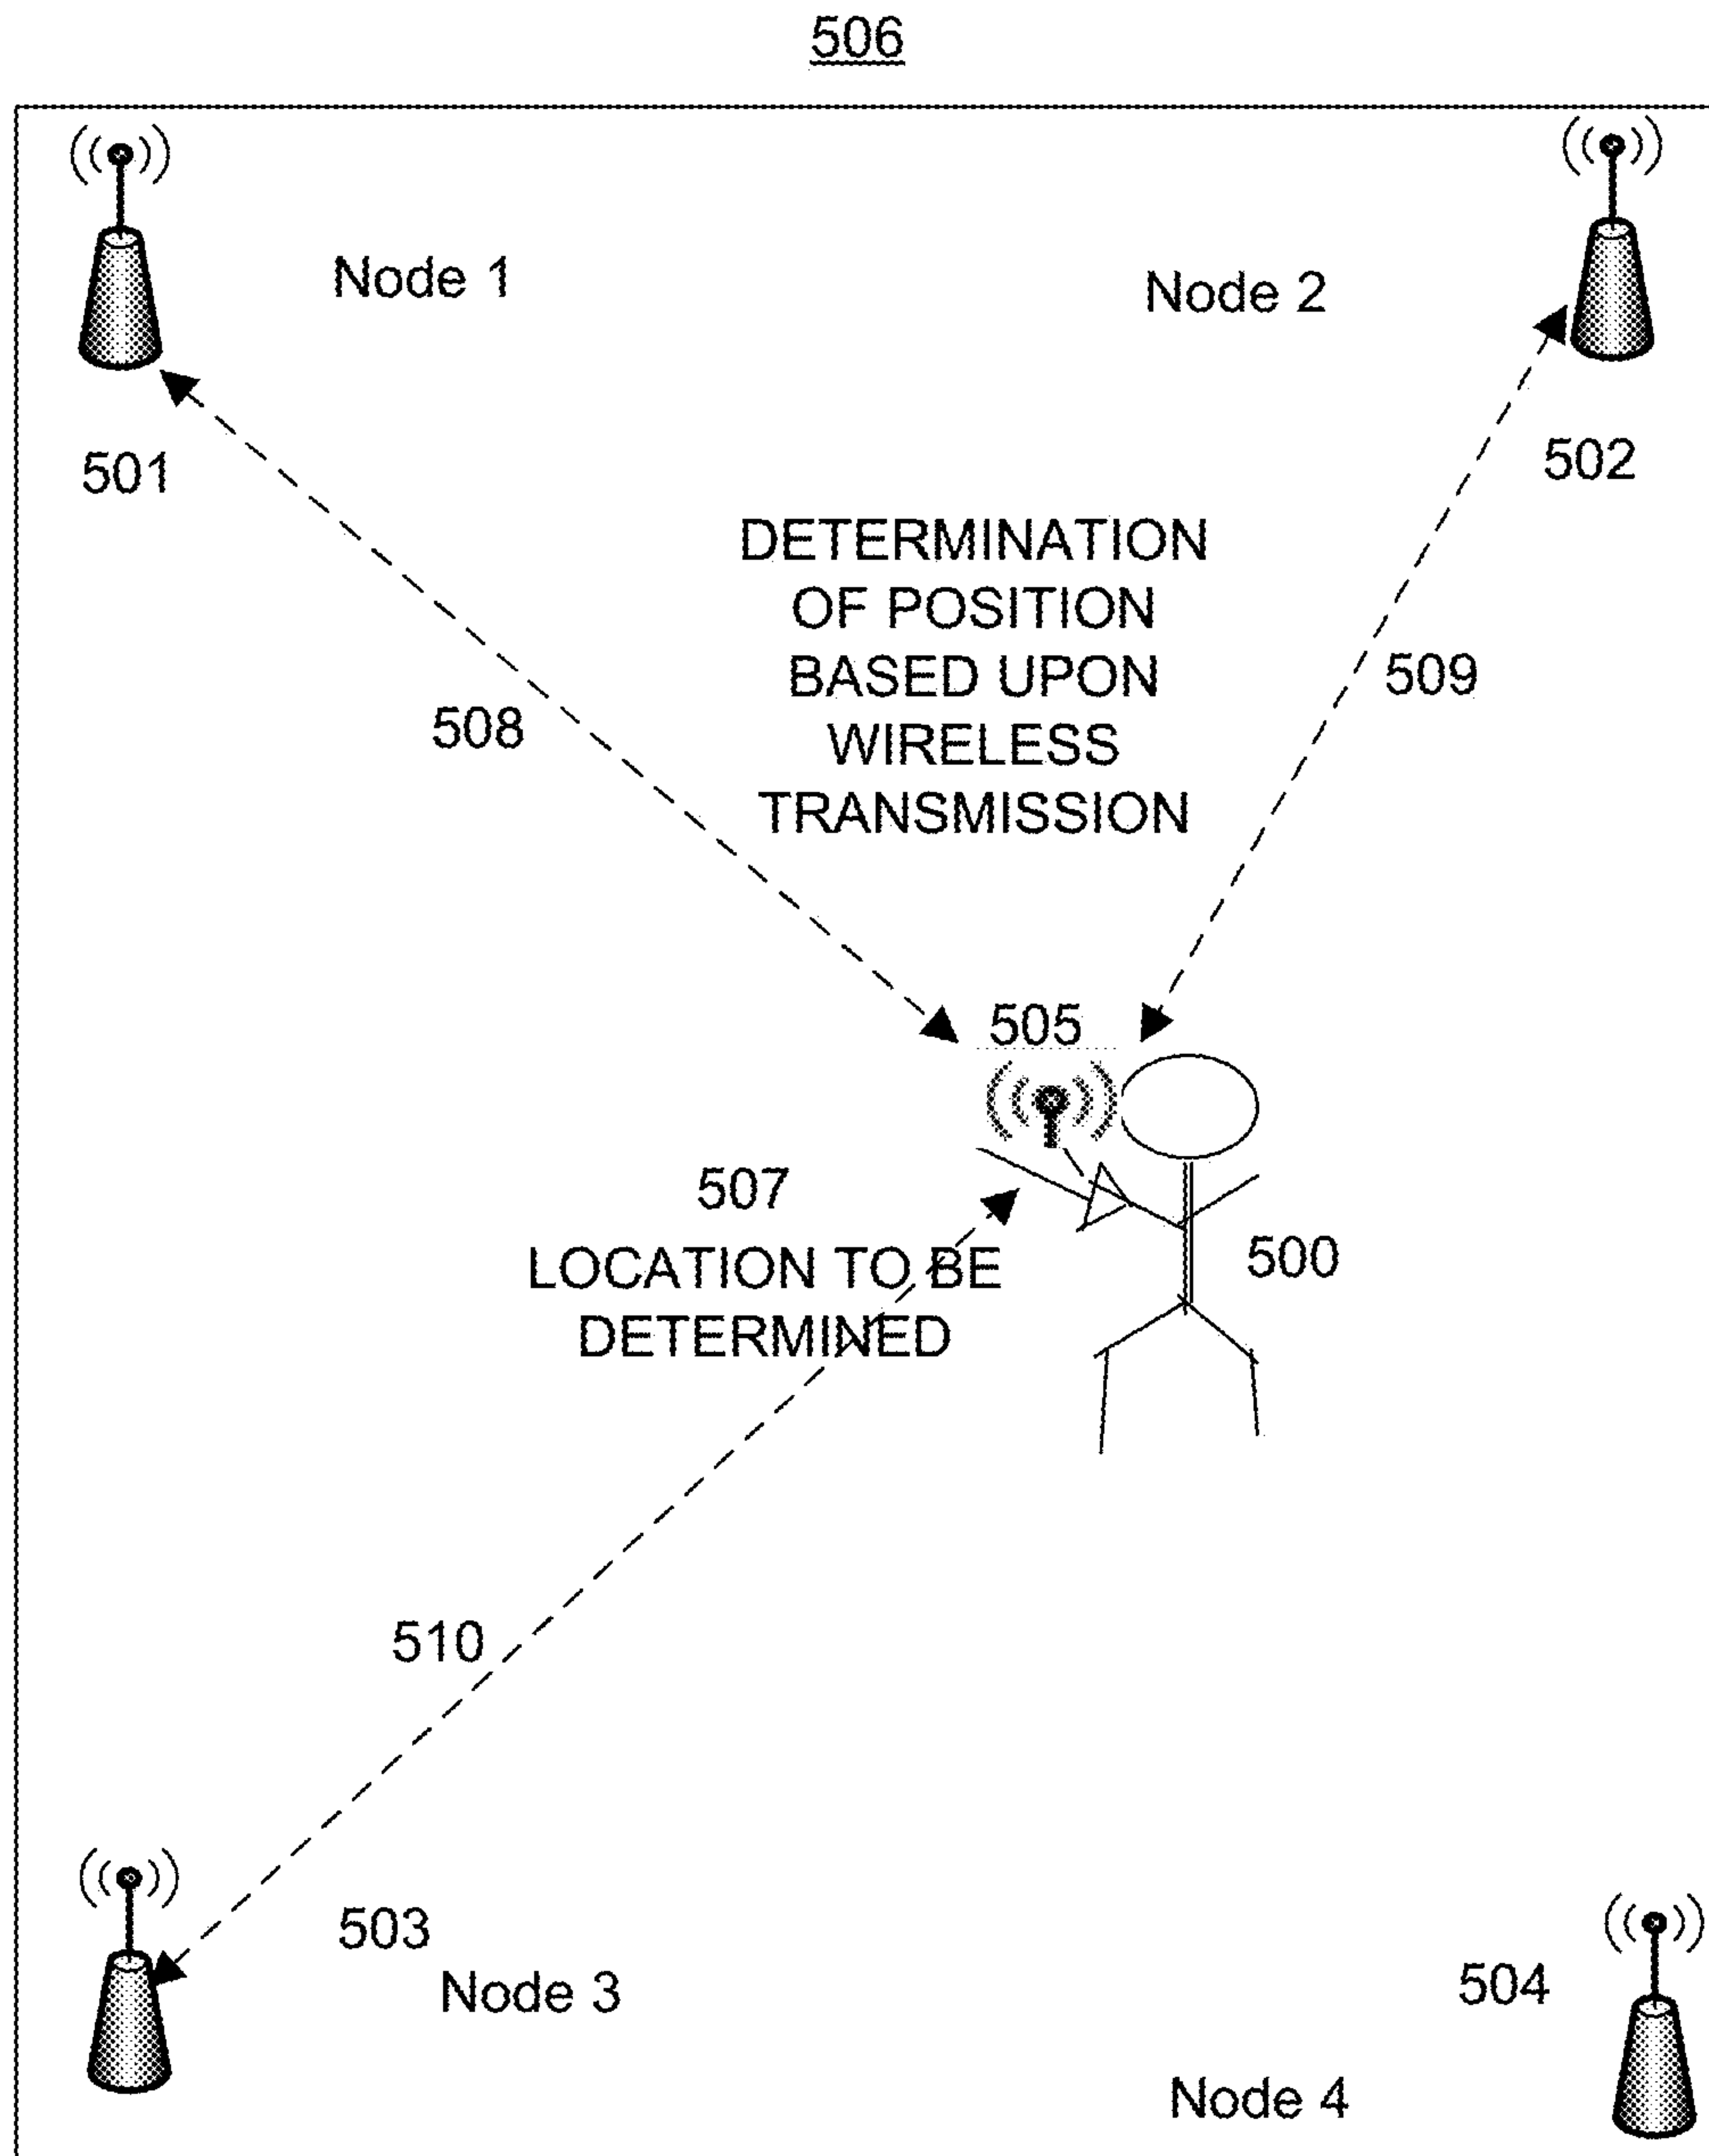 506
Node 1
Node 2
501
502
DETERMINATION
OF POSITION
BASED UPON
WIRELESS
TRANSMISSION
508
509
505
507
LOCATION TO BE
DETERMINED
500
510
503
Node 3
504
Node 4